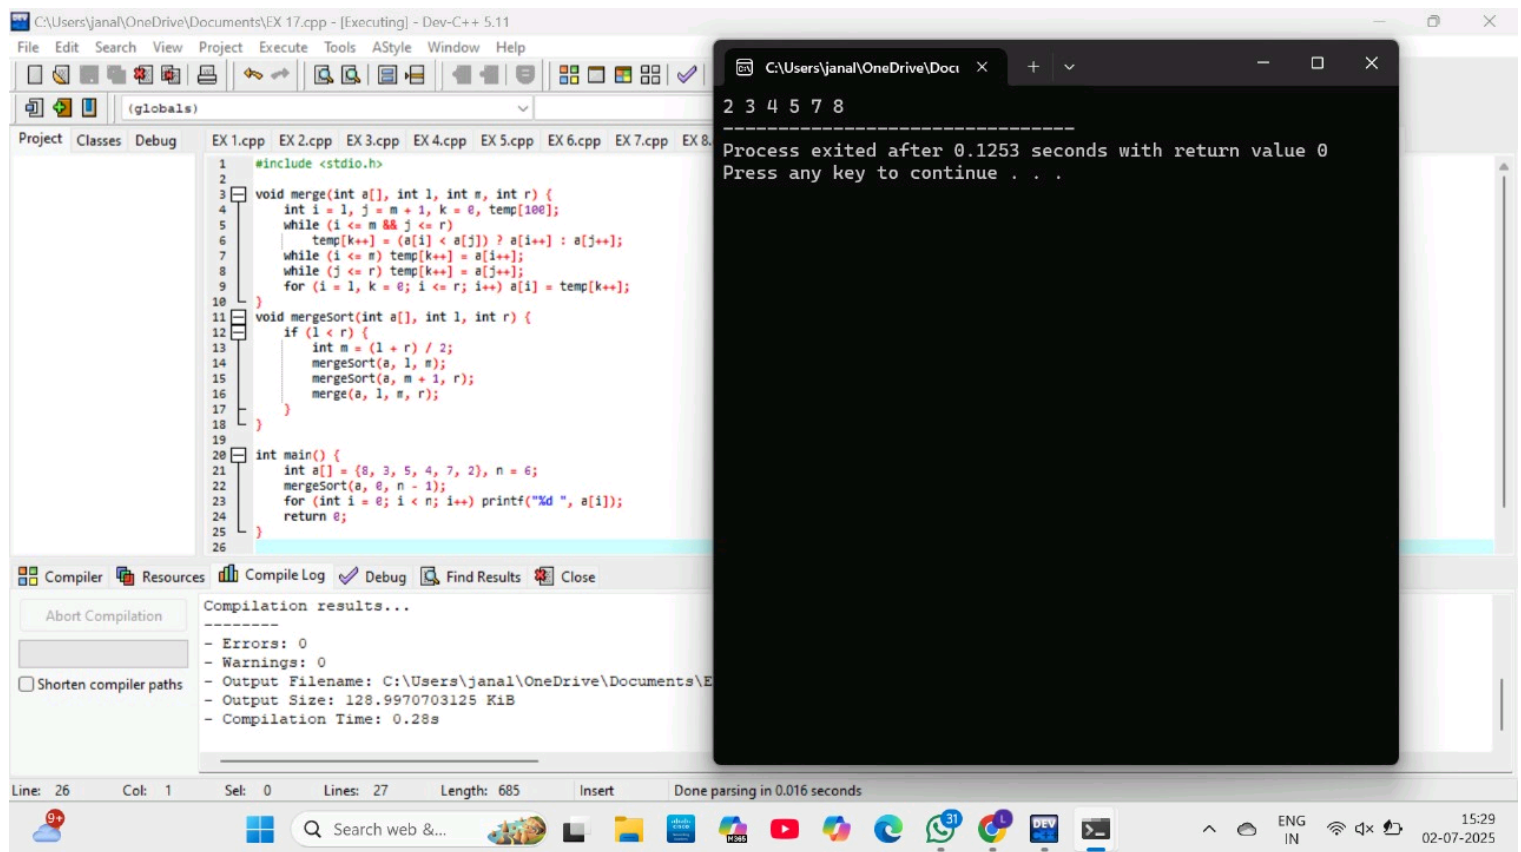 C:\Users\janal\OneDrive\Documents\EX 17.cpp - [Executing] - Dev-C++ 5.11
File Edit Search View Project Execute Tools AStyle Window Help
(globals)
Project Classes Debug
EX 1.cpp EX 2.cpp EX 3.cpp EX 4.cpp EX 5.cpp EX 6.cpp EX 7.cpp EX 8.
1 #include <stdio.h>
2
3 void merge(int a[], int l, int m, int r) {
4 int i = l, j = m + 1, k = 0, temp[100];
5 while (i <= m && j <= r)
6 temp[k++] = (a[i] < a[j]) ? a[i++] : a[j++];
7 while (i <= m) temp[k++] = a[i++];
8 while (j <= r) temp[k++] = a[j++];
9 for (i = l, k = 0; i <= r; i++) a[i] = temp[k++];
10 }
11 void mergeSort(int a[], int l, int r) {
12 if (l < r) {
13 int m = (l + r) / 2;
14 mergeSort(a, l, m);
15 mergeSort(a, m + 1, r);
16 merge(a, l, m, r);
17 }
18 }
19
20 int main() {
21 int a[] = {8, 3, 5, 4, 7, 2}, n = 6;
22 mergeSort(a, 0, n - 1);
23 for (int i = 0; i < n; i++) printf("%d ", a[i]);
24 return 0;
25 }
26
C:\Users\janal\OneDrive\Docu
2 3 4 5 7 8
--------------------------------
Process exited after 0.1253 seconds with return value 0
Press any key to continue . . .
Compiler Resources Compile Log Debug Find Results Close
Abort Compilation
Shorten compiler paths
Compilation results...
--------
- Errors: 0
- Warnings: 0
- Output Filename: C:\Users\janal\OneDrive\Documents\E
- Output Size: 128.9970703125 KiB
- Compilation Time: 0.28s
Line: 26 Col: 1 Sel: 0 Lines: 27 Length: 685 Insert Done parsing in 0.016 seconds
9+
Search web &...
M365
31
L
DEV
ENG
IN
15:29
02-07-2025